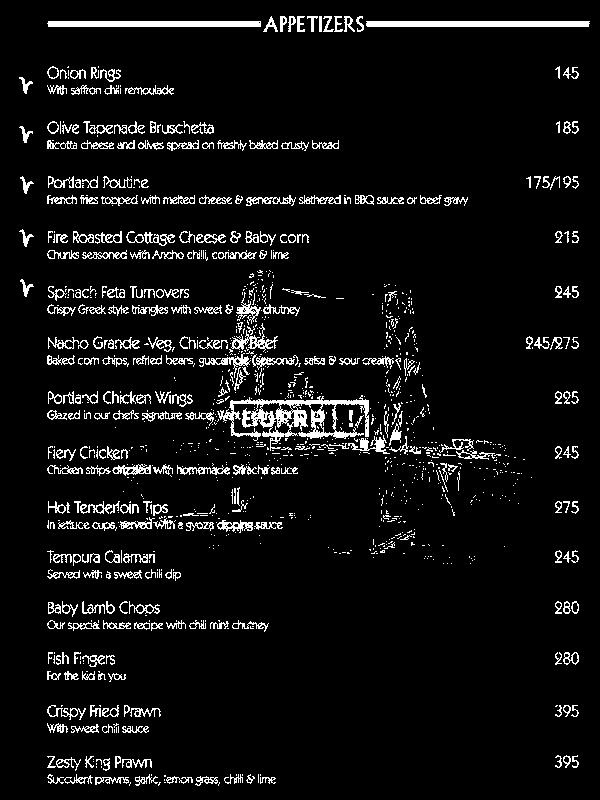 APPETIZERS
Onion Rings 145
With saffron chili remoulade
Olive Tapenade Bruschetta 185
Ricotta cheese and olives spread on freshly baked crusty bread
Portland Poutine 175/195
French fries topped with melted cheese & generously slathered in BBQ sauce or beef gravy
Fire Roasted Cottage Cheese & Baby corn 215
Chunks seasoned with Ancho chilli, coriander & lime
Spinach Feta Turnovers 245
Crispy Greek style triangles with sweet & spicy chutney
Nacho Grande -Veg, Chicken or Beef 245/275
Baked corn chips, refried beans, guacamole (seasonal), salsa & sour cream
Portland Chicken Wings 225
Glazed in our chef's signature sauce,
BURRP!
Fiery Chicken 245
Chicken strips drizzled with homemade Sriracha sauce
Hot Tenderloin Tips 275
In lettuce cups, served with a gyoza dipping sauce
Tempura Calamari 245
Served with a sweet chili dip
Baby Lamb Chops 280
Our special house recipe with chili mint chutney
Fish Fingers 280
For the kid in you
Crispy Fried Prawn 395
With sweet chili sauce
Zesty King Prawn 395
Succulent prawns, garlic, lemon grass, chilli & lime